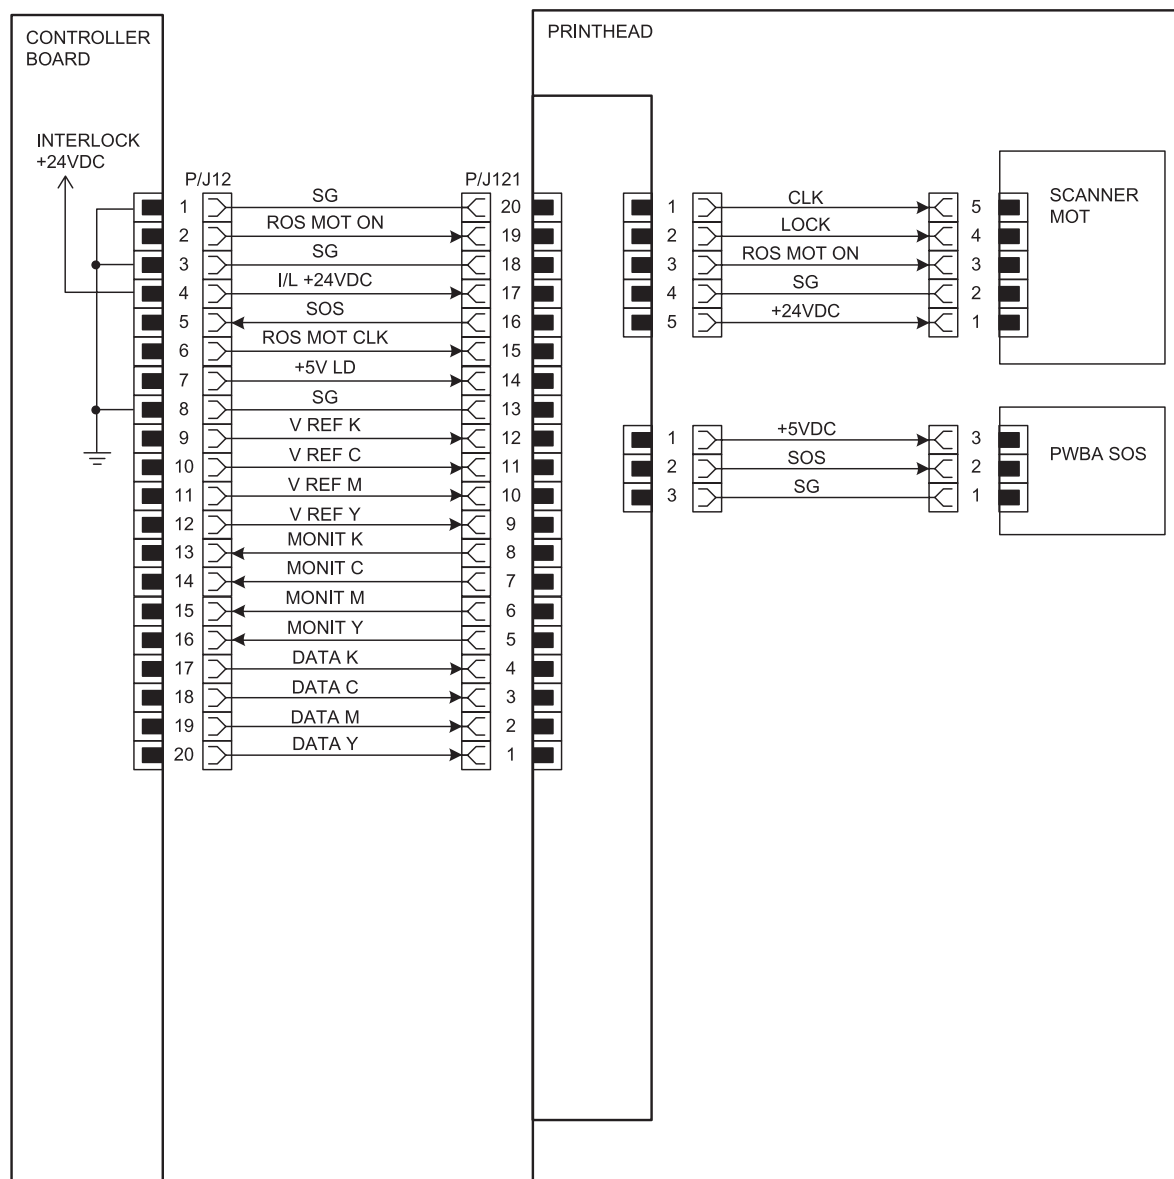 CONTROLLER
BOARD
PRINTHEAD
INTERLOCK
+24VDC
P/J12 P/J121
1 SG 20
2 ROS MOT ON 19
3 SG 18
4 I/L +24VDC 17
5 SOS 16
6 ROS MOT CLK 15
7 +5V LD 14
8 SG 13
9 V REF K 12
10 V REF C 11
11 V REF M 10
12 V REF Y 9
13 MONIT K 8
14 MONIT C 7
15 MONIT M 6
16 MONIT Y 5
17 DATA K 4
18 DATA C 3
19 DATA M 2
20 DATA Y 1
1 CLK 5
2 LOCK 4
3 ROS MOT ON 3
4 SG 2
5 +24VDC 1
SCANNER
MOT
1 +5VDC 3
2 SOS 2
3 SG 1
PWBA SOS